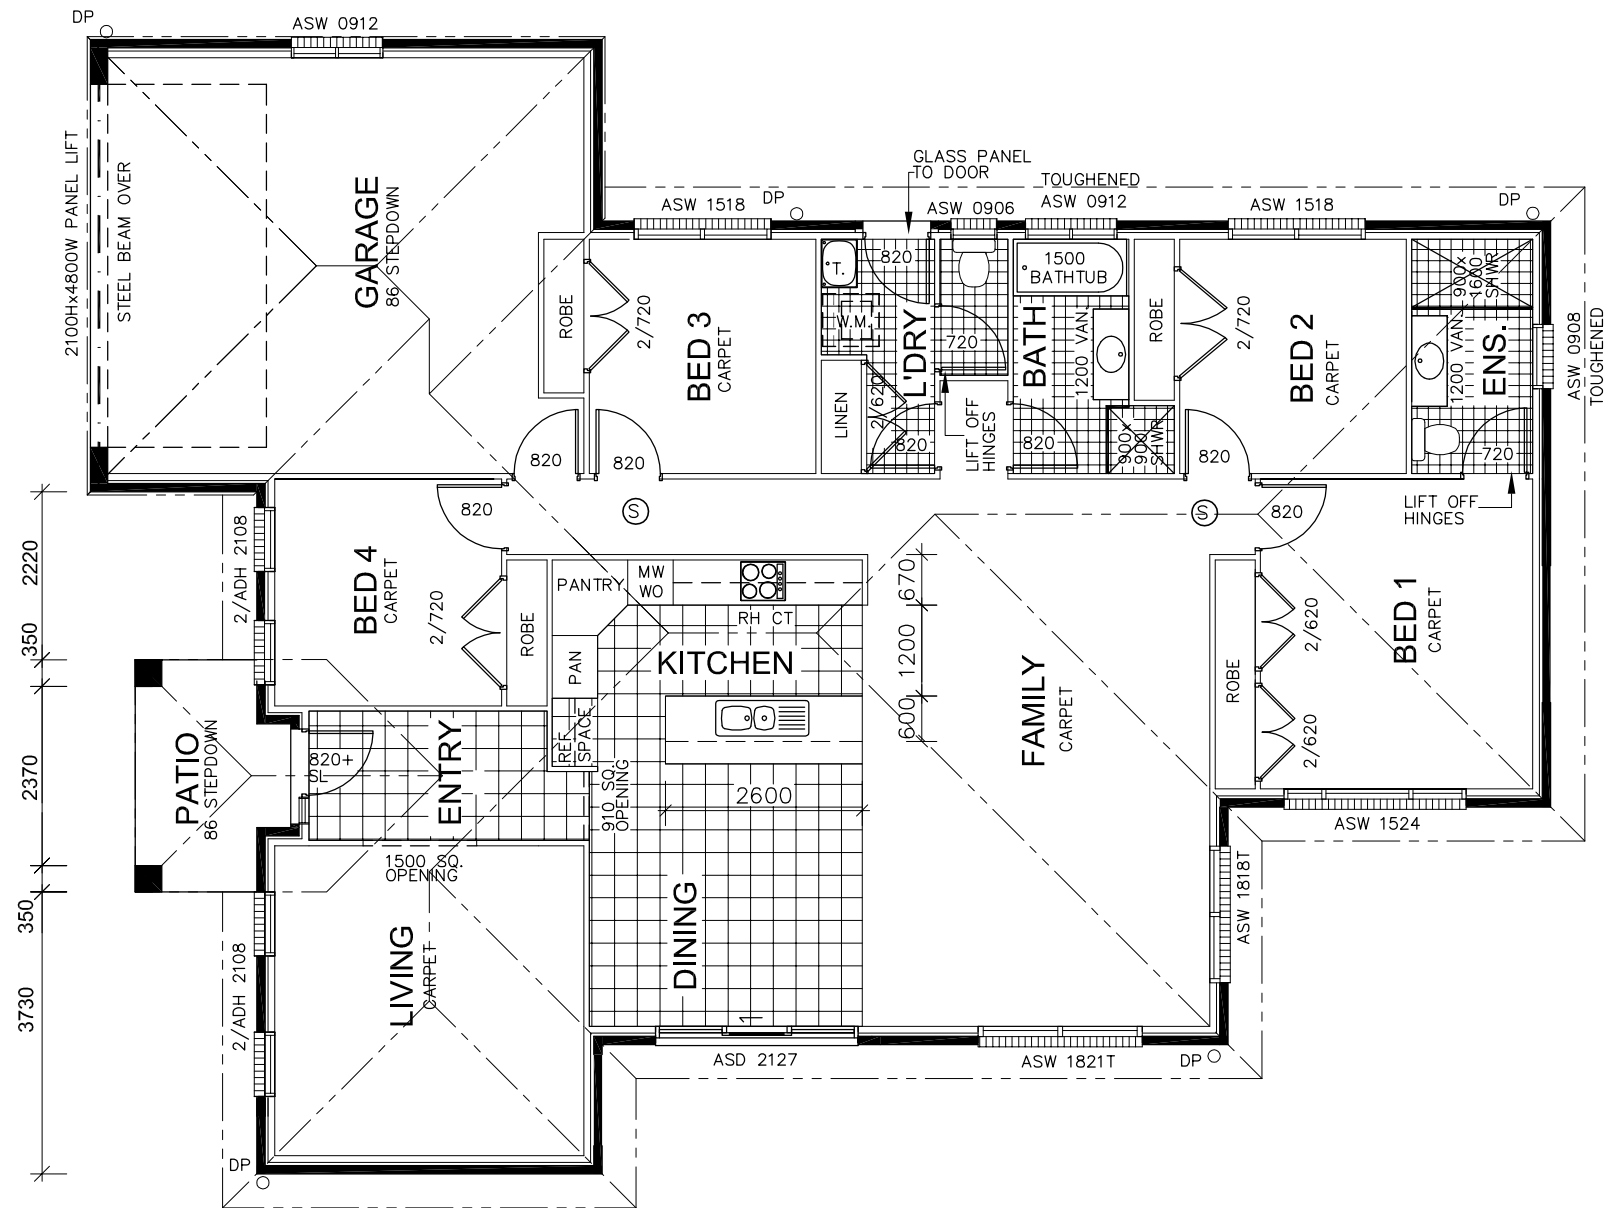 DP
ASW 0912
2100Hx4800W PANEL LIFT
STEEL BEAM OVER
GARAGE
86 STEPDOWN
GLASS PANEL
TO DOOR
DP
ASW 1518
ASW 0906
TOUGHENED
ASW 0912
ASW 1518
DP
ROBE
2/720
BED 3
CARPET
T.
W.M.
820
L'DRY
LINEN
2/620
820
720
LIFT OFF
HINGES
1500
BATHTUB
BATH
1200 VAN.
820
900x
900
SHWR
ROBE
2/720
BED 2
CARPET
900x
1600
SHWR
1200 VAN.
ENS.
720
ASW 0908
TOUGHENED
LIFT OFF
HINGES
820
820
820
820
820
S
S
2220
350
2370
350
3730
2/ADH 2108
BED 4
CARPET
2/720
ROBE
PANTRY
MW
WO
RH CT
PAN
KITCHEN
REF.
SPACE
910 SQ.
OPENING
670
1200
600
2600
FAMILY
CARPET
ROBE
2/620
2/620
BED 1
CARPET
PATIO
86 STEPDOWN
820+
SL
ENTRY
1500 SQ.
OPENING
2/ADH 2108
LIVING
CARPET
DINING
ASW 1524
ASW 1818T
ASD 2127
ASW 1821T
DP
DP